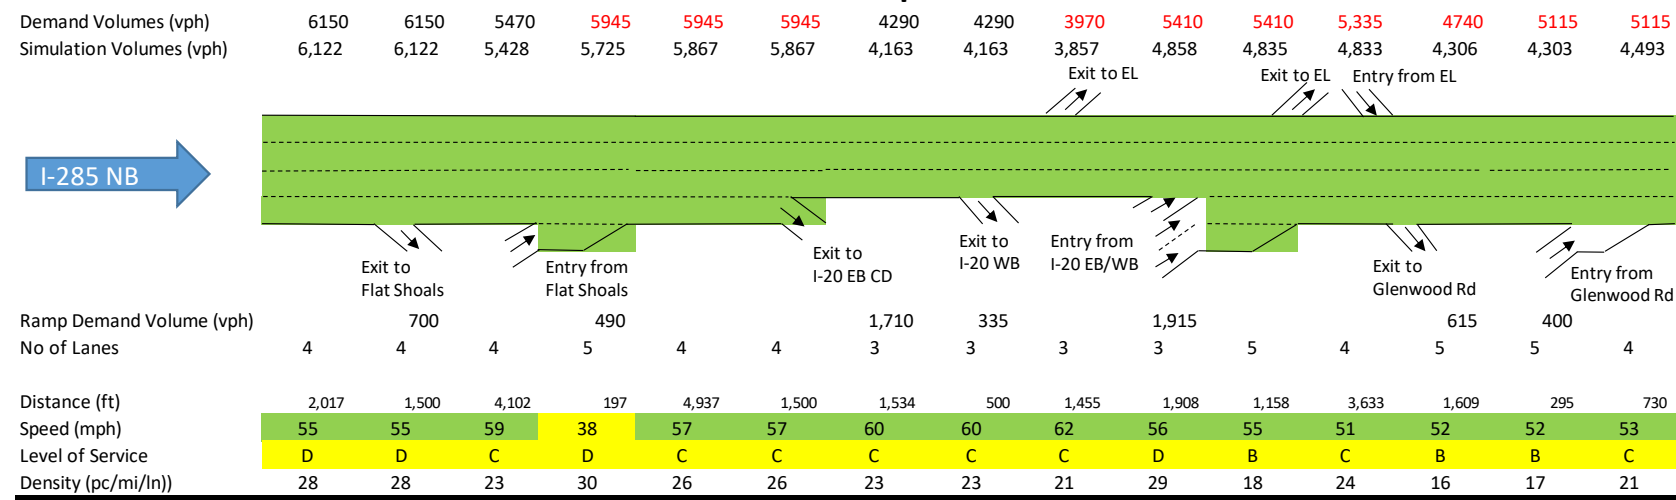 Demand Volumes (vph) 6150 6150 5470 5945 5945 5945 4290 4290 3970 5410 5410 5,335 4740 5115 5115
Simulation Volumes (vph) 6,122 6,122 5,428 5,725 5,867 5,867 4,163 4,163 3,857 4,858 4,835 4,833 4,306 4,303 4,493
Exit to EL Exit to EL Entry from EL
I-285 NB
Exit to
Flat Shoals
Entry from
Flat Shoals
Exit to
I-20 EB CD
Exit to
I-20 WB
Entry from
I-20 EB/WB
Exit to
Glenwood Rd
Entry from
Glenwood Rd
Ramp Demand Volume (vph) 700 490 1,710 335 1,915 615 400
No of Lanes 4 4 4 5 4 4 3 3 3 3 5 4 5 5 4
Distance (ft) 2,017 1,500 4,102 197 4,937 1,500 1,534 500 1,455 1,908 1,158 3,633 1,609 295 730
Speed (mph) 55 55 59 38 57 57 60 60 62 56 55 51 52 52 53
Level of Service D D C D C C C C C D B C B B C
Density (pc/mi/ln)) 28 28 23 30 26 26 23 23 21 29 18 24 16 17 21